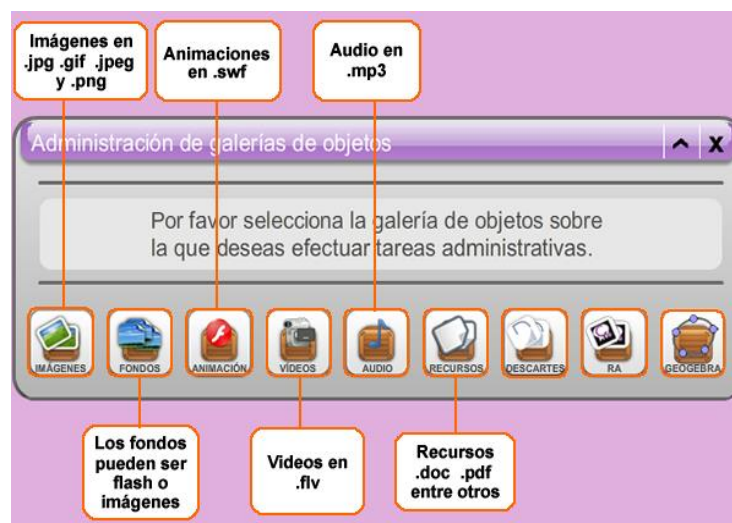 Imágenes en
.jpg .gif .jpeg
y .png
Animaciones
en .swf
Audio en
.mp3
Administración de galerías de objetos
Por favor selecciona la galería de objetos sobre
la que deseas efectuar tareas administrativas.
IMÁGENES
FONDOS
ANIMACIÓN
VÍDEOS
AUDIO
RECURSOS
DESCARTES
RA
GEOGEBRA
Los fondos
pueden ser
flash o
imágenes
Videos en
.flv
Recursos
.doc .pdf
entre otros